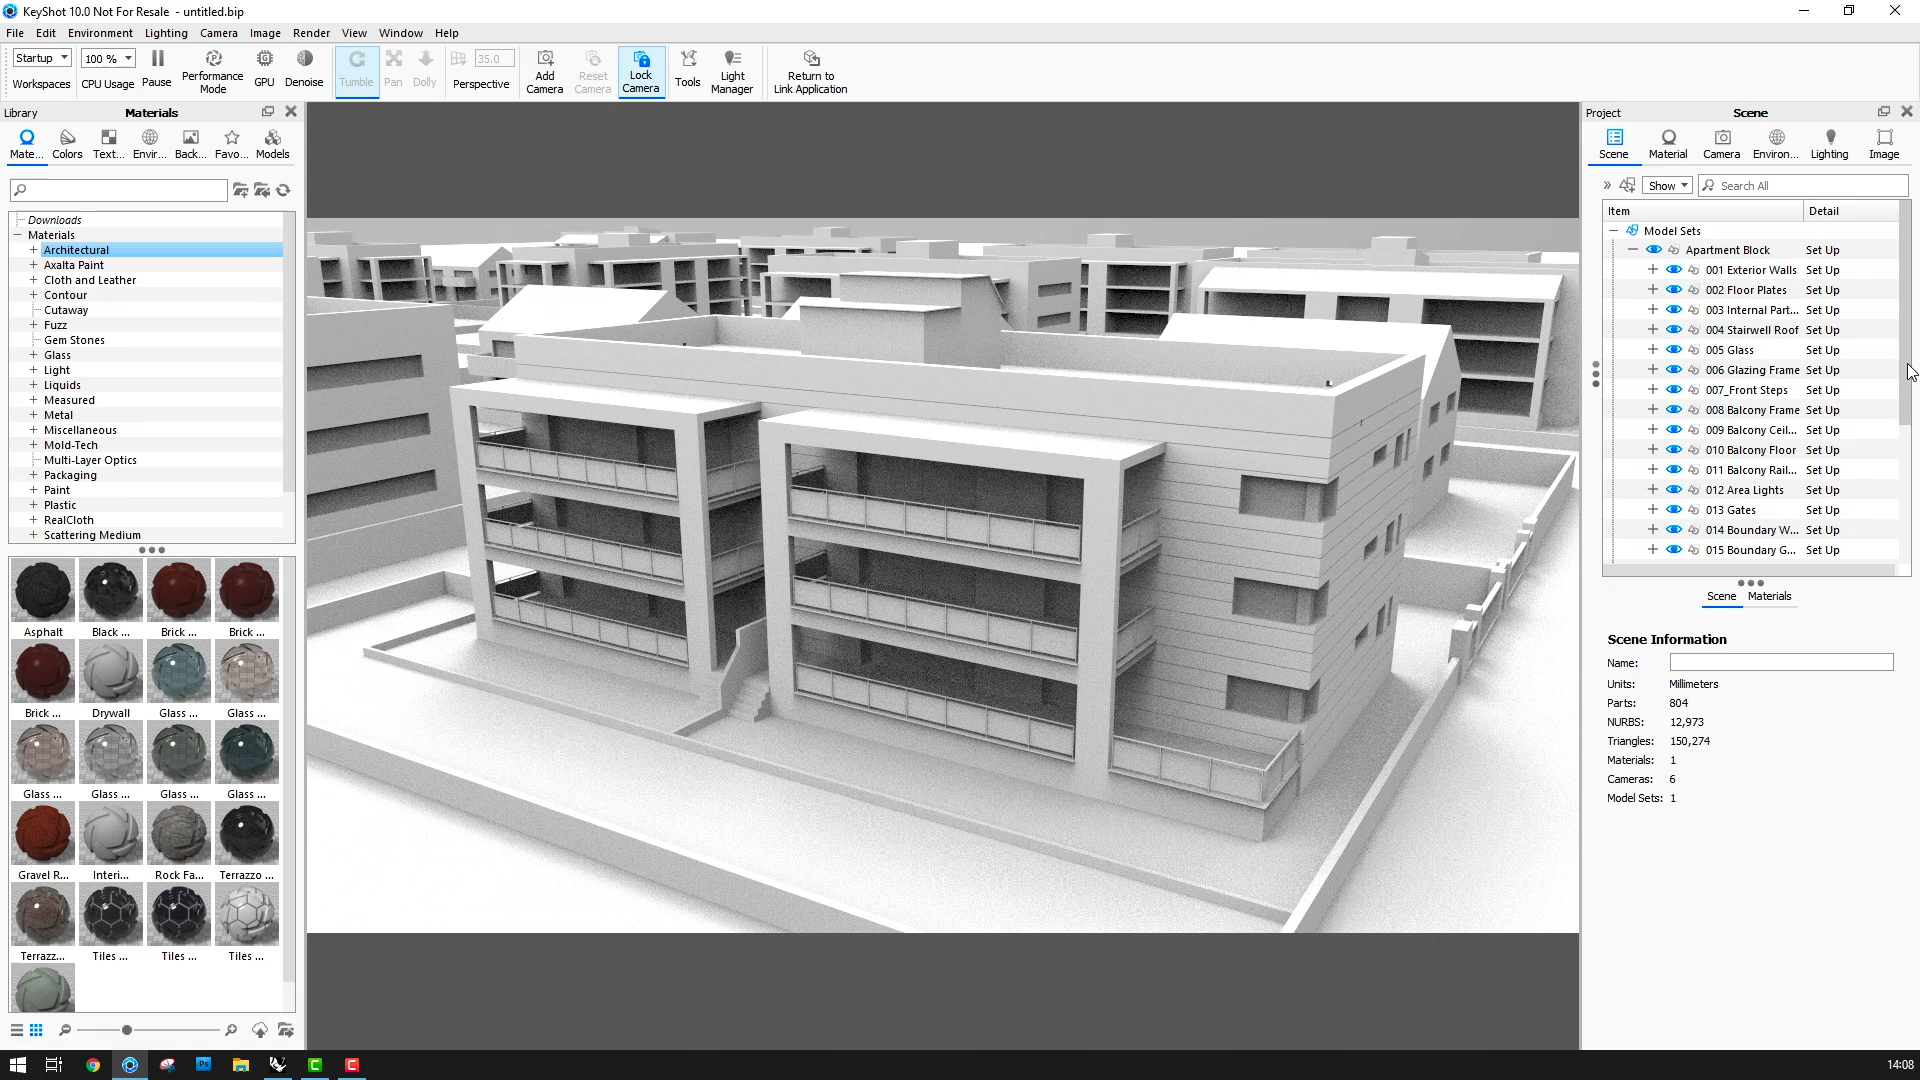 KeyShot 10.0 Not For Resale - untitled.bip
File Edit Environment Lighting Camera Image Render View Window Help
Startup 100 % 35.0
Workspaces CPU Usage Pause Performance Mode GPU Denoise Tumble Pan Dolly Perspective Add Camera Reset Camera Lock Camera Tools Light Manager Return to Link Application
Library Materials
Mate... Colors Text... Envir... Back... Favo... Models
Downloads
Materials
Architectural
Axalta Paint
Cloth and Leather
Contour
Cutaway
Fuzz
Gem Stones
Glass
Light
Liquids
Measured
Metal
Miscellaneous
Mold-Tech
Multi-Layer Optics
Packaging
Paint
Plastic
RealCloth
Scattering Medium
Asphalt Black ... Brick ... Brick ...
Brick ... Drywall Glass ... Glass ...
Glass ... Glass ... Glass ... Glass ...
Gravel R... Interi... Rock Fa... Terrazzo ...
Terrazz... Tiles ... Tiles ... Tiles ...
Project Scene
Scene Material Camera Environ... Lighting Image
Show Search All
Item Detail
Model Sets
Apartment Block Set Up
001 Exterior Walls Set Up
002 Floor Plates Set Up
003 Internal Part... Set Up
004 Stairwell Roof Set Up
005 Glass Set Up
006 Glazing Frame Set Up
007_Front Steps Set Up
008 Balcony Frame Set Up
009 Balcony Ceil... Set Up
010 Balcony Floor Set Up
011 Balcony Rail... Set Up
012 Area Lights Set Up
013 Gates Set Up
014 Boundary W... Set Up
015 Boundary G... Set Up
Scene Materials
Scene Information
Name:
Units: Millimeters
Parts: 804
NURBS: 12,973
Triangles: 150,274
Materials: 1
Cameras: 6
Model Sets: 1
14:08